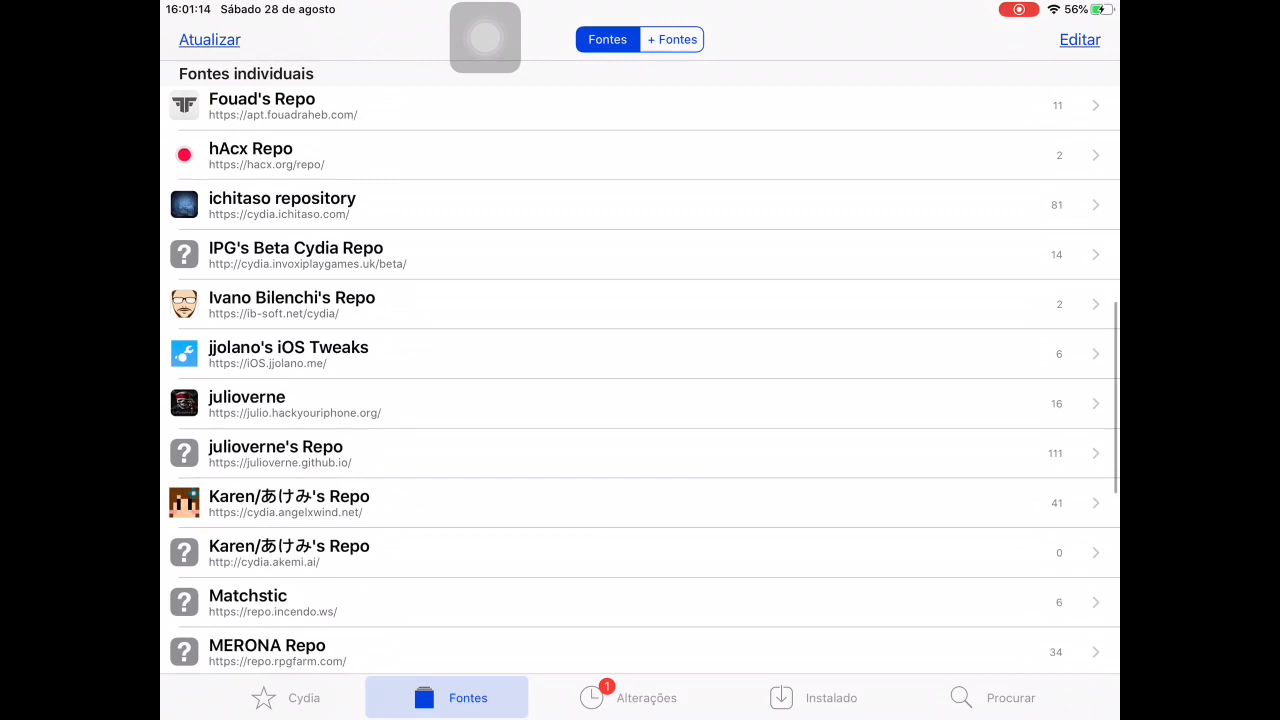 16:01:14 Sábado 28 de agosto
56%
Atualizar
Fontes
+ Fontes
Editar
Fontes individuais
Fouad's Repo
https://apt.fouadraheb.com/
11
hAcx Repo
https://hacx.org/repo/
2
ichitaso repository
https://cydia.ichitaso.com/
81
IPG's Beta Cydia Repo
http://cydia.invoxiplaygames.uk/beta/
14
Ivano Bilenchi's Repo
https://ib-soft.net/cydia/
2
jjolano's iOS Tweaks
https://iOS.jjolano.me/
6
julioverne
https://julio.hackyouriphone.org/
16
julioverne's Repo
https://julioverne.github.io/
111
Karen/あけみ's Repo
https://cydia.angelxwind.net/
41
Karen/あけみ's Repo
http://cydia.akemi.ai/
0
Matchstic
https://repo.incendo.ws/
6
MERONA Repo
https://repo.rpgfarm.com/
34
Cydia
Fontes
1
Alterações
Instalado
Procurar